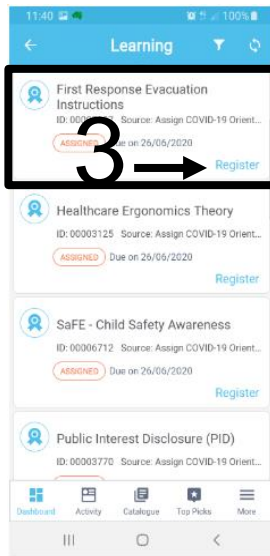 11:40 100%
Learning
First Response Evacuation
Instructions
ID: Source: Assign COVID-19 Orient...
ASSIGNED Due on 26/06/2020
3
Register
Healthcare Ergonomics Theory
ID: 00003125 Source: Assign COVID-19 Orient...
ASSIGNED Due on 26/06/2020
Register
SaFE - Child Safety Awareness
ID: 00006712 Source: Assign COVID-19 Orient...
ASSIGNED Due on 26/06/2020
Register
Public Interest Disclosure (PID)
ID: 00003770 Source: Assign COVID-19 Orient...
Dashboard Activity Catalogue Top Picks More